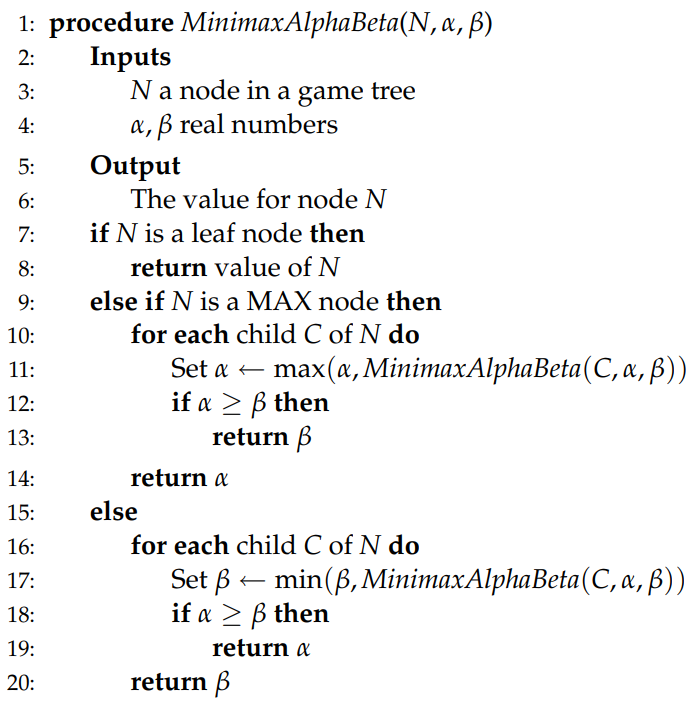 1: procedure MinimaxAlphaBeta(N, α, β)
2: Inputs
3: N a node in a game tree
4: α, β real numbers
5: Output
6: The value for node N
7: if N is a leaf node then
8: return value of N
9: else if N is a MAX node then
10: for each child C of N do
11: Set α ← max(α, MinimaxAlphaBeta(C, α, β))
12: if α ≥ β then
13: return β
14: return α
15: else
16: for each child C of N do
17: Set β ← min(β, MinimaxAlphaBeta(C, α, β))
18: if α ≥ β then
19: return α
20: return β